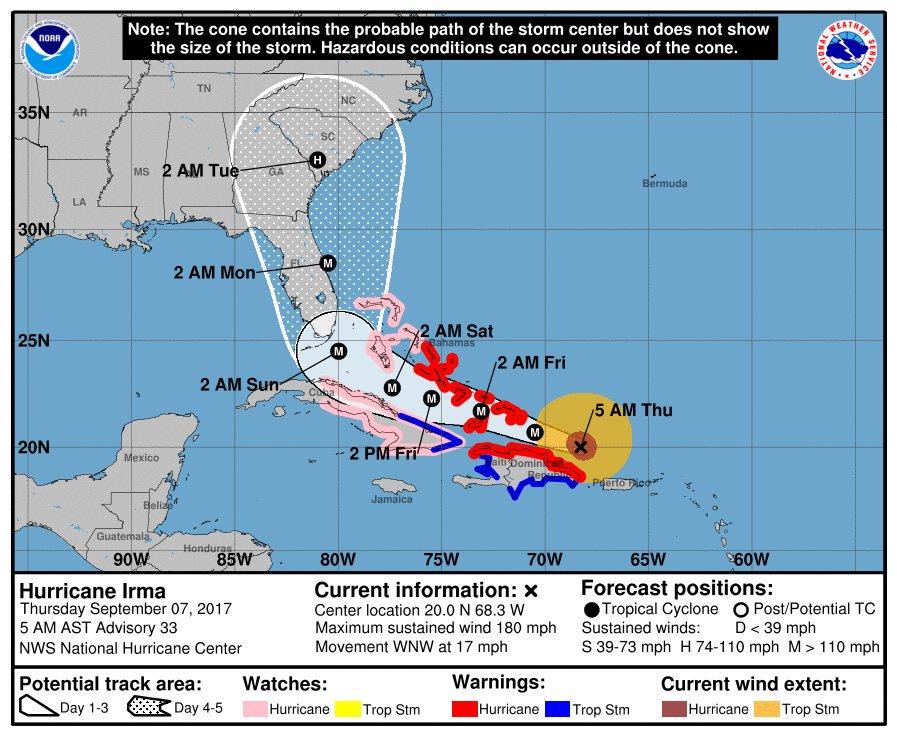 Note: The cone contains the probable path of the storm center but does not show
the size of the storm. Hazardous conditions can occur outside of the cone.
NOAA
NATIONAL WEATHER SERVICE
TN
NC
35N
AR
SC
2 AM Tue
H
MS
GA
Bermuda
LA
30N
FL
M
2 AM Mon
25N
2 AM Sat
Bahamas
M
2 AM Fri
2 AM Sun
M
Cuba
M
M
5 AM Thu
M
20N
2 PM Fri
Mexico
Haiti
Dominican
Republic
Puerto Rico
Jamaica
Belize
Guatemala
Honduras
90W 85W 80W 75W 70W 65W 60W
Hurricane Irma
Thursday September 07, 2017
5 AM AST Advisory 33
NWS National Hurricane Center
Current information: ×
Center location 20.0 N 68.3 W
Maximum sustained wind 180 mph
Movement WNW at 17 mph
Forecast positions:
Tropical Cyclone Post/Potential TC
Sustained winds: D < 39 mph
S 39-73 mph H 74-110 mph M > 110 mph
Potential track area:
Day 1-3 Day 4-5
Watches:
Hurricane Trop Stm
Warnings:
Hurricane Trop Stm
Current wind extent:
Hurricane Trop Stm